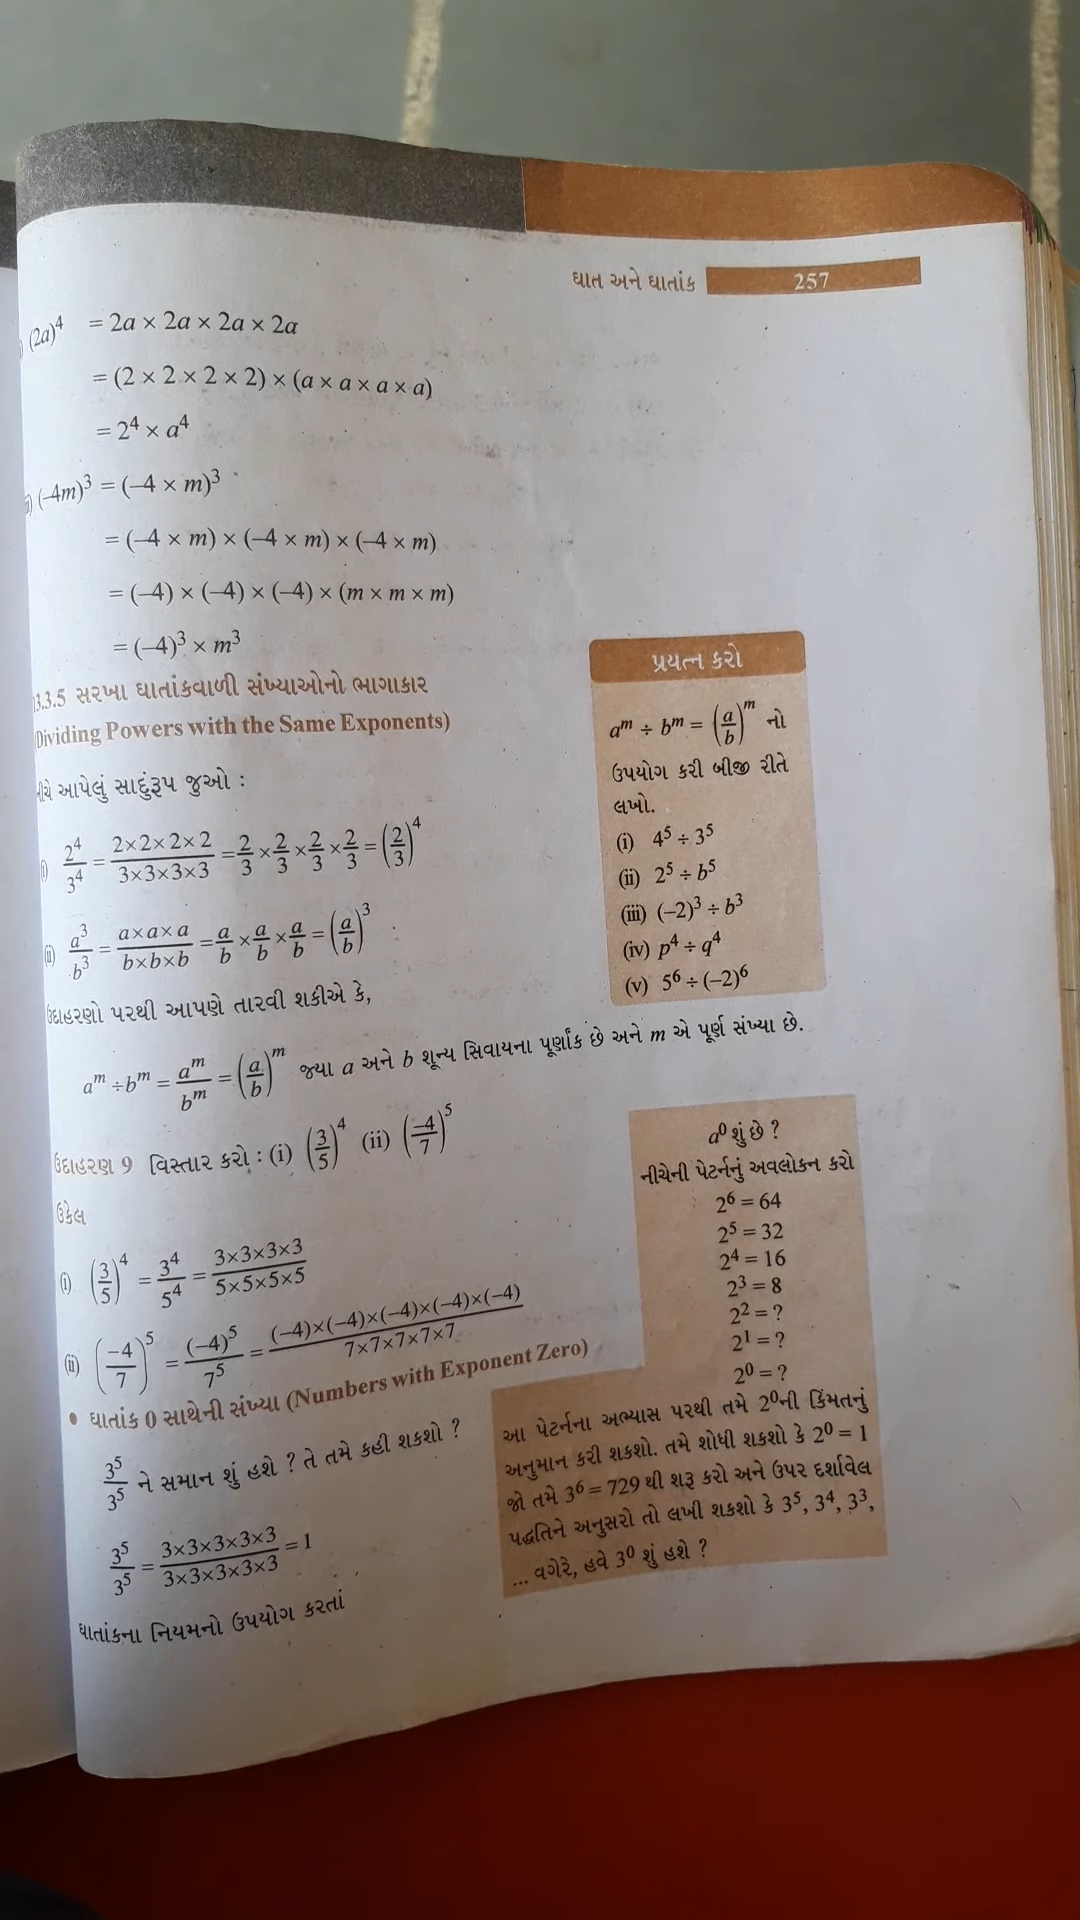 ઘાત અને ઘાતાંક 257
(2a)⁴ = 2a × 2a × 2a × 2a
= (2 × 2 × 2 × 2) × (a × a × a × a)
= 2⁴ × a⁴
(–4m)³ = (–4 × m)³
= (–4 × m) × (–4 × m) × (–4 × m)
= (–4) × (–4) × (–4) × (m × m × m)
= (–4)³ × m³
13.3.5 સરખા ઘાતાંકવાળી સંખ્યાઓનો ભાગાકાર
(Dividing Powers with the Same Exponents)
નીચે આપેલું સાદુંરૂપ જુઓ :
(i) 2⁴/3⁴ = (2×2×2×2)/(3×3×3×3) = 2/3 × 2/3 × 2/3 × 2/3 = (2/3)⁴
(ii) a³/b³ = (a×a×a)/(b×b×b) = a/b × a/b × a/b = (a/b)³
ઉદાહરણો પરથી આપણે તારવી શકીએ કે,
aᵐ ÷ bᵐ = aᵐ/bᵐ = (a/b)ᵐ જ્યા a અને b શૂન્ય સિવાયના પૂર્ણાંક છે અને m એ પૂર્ણ સંખ્યા છે.
પ્રયત્ન કરો
aᵐ ÷ bᵐ = (a/b)ᵐ નો
ઉપયોગ કરી બીજી રીતે
લખો.
(i) 4⁵ ÷ 3⁵
(ii) 2⁵ ÷ b⁵
(iii) (–2)³ ÷ b³
(iv) p⁴ ÷ q⁴
(v) 5⁶ ÷ (–2)⁶
ઉદાહરણ 9 વિસ્તાર કરો : (i) (3/5)⁴ (ii) (–4/7)⁵
ઉકેલ
(i) (3/5)⁴ = 3⁴/5⁴ = (3×3×3×3)/(5×5×5×5)
(ii) (–4/7)⁵ = (–4)⁵/7⁵ = ((–4)×(–4)×(–4)×(–4)×(–4))/(7×7×7×7×7)
• ઘાતાંક 0 સાથેની સંખ્યા (Numbers with Exponent Zero)
3⁵/3⁵ ને સમાન શું હશે ? તે તમે કહી શકશો ?
3⁵/3⁵ = (3×3×3×3×3)/(3×3×3×3×3) = 1
ઘાતાંકના નિયમનો ઉપયોગ કરતાં
a⁰ શું છે ?
નીચેની પેટર્નનું અવલોકન કરો
2⁶ = 64
2⁵ = 32
2⁴ = 16
2³ = 8
2² = ?
2¹ = ?
2⁰ = ?
આ પેટર્નના અભ્યાસ પરથી તમે 2⁰ની કિંમતનું
અનુમાન કરી શકશો. તમે શોધી શકશો કે 2⁰ = 1
જો તમે 3⁶ = 729 થી શરૂ કરો અને ઉપર દર્શાવેલ
પદ્ધતિને અનુસરો તો લખી શકશો કે 3⁵, 3⁴, 3³,
... વગેરે, હવે 3⁰ શું હશે ?